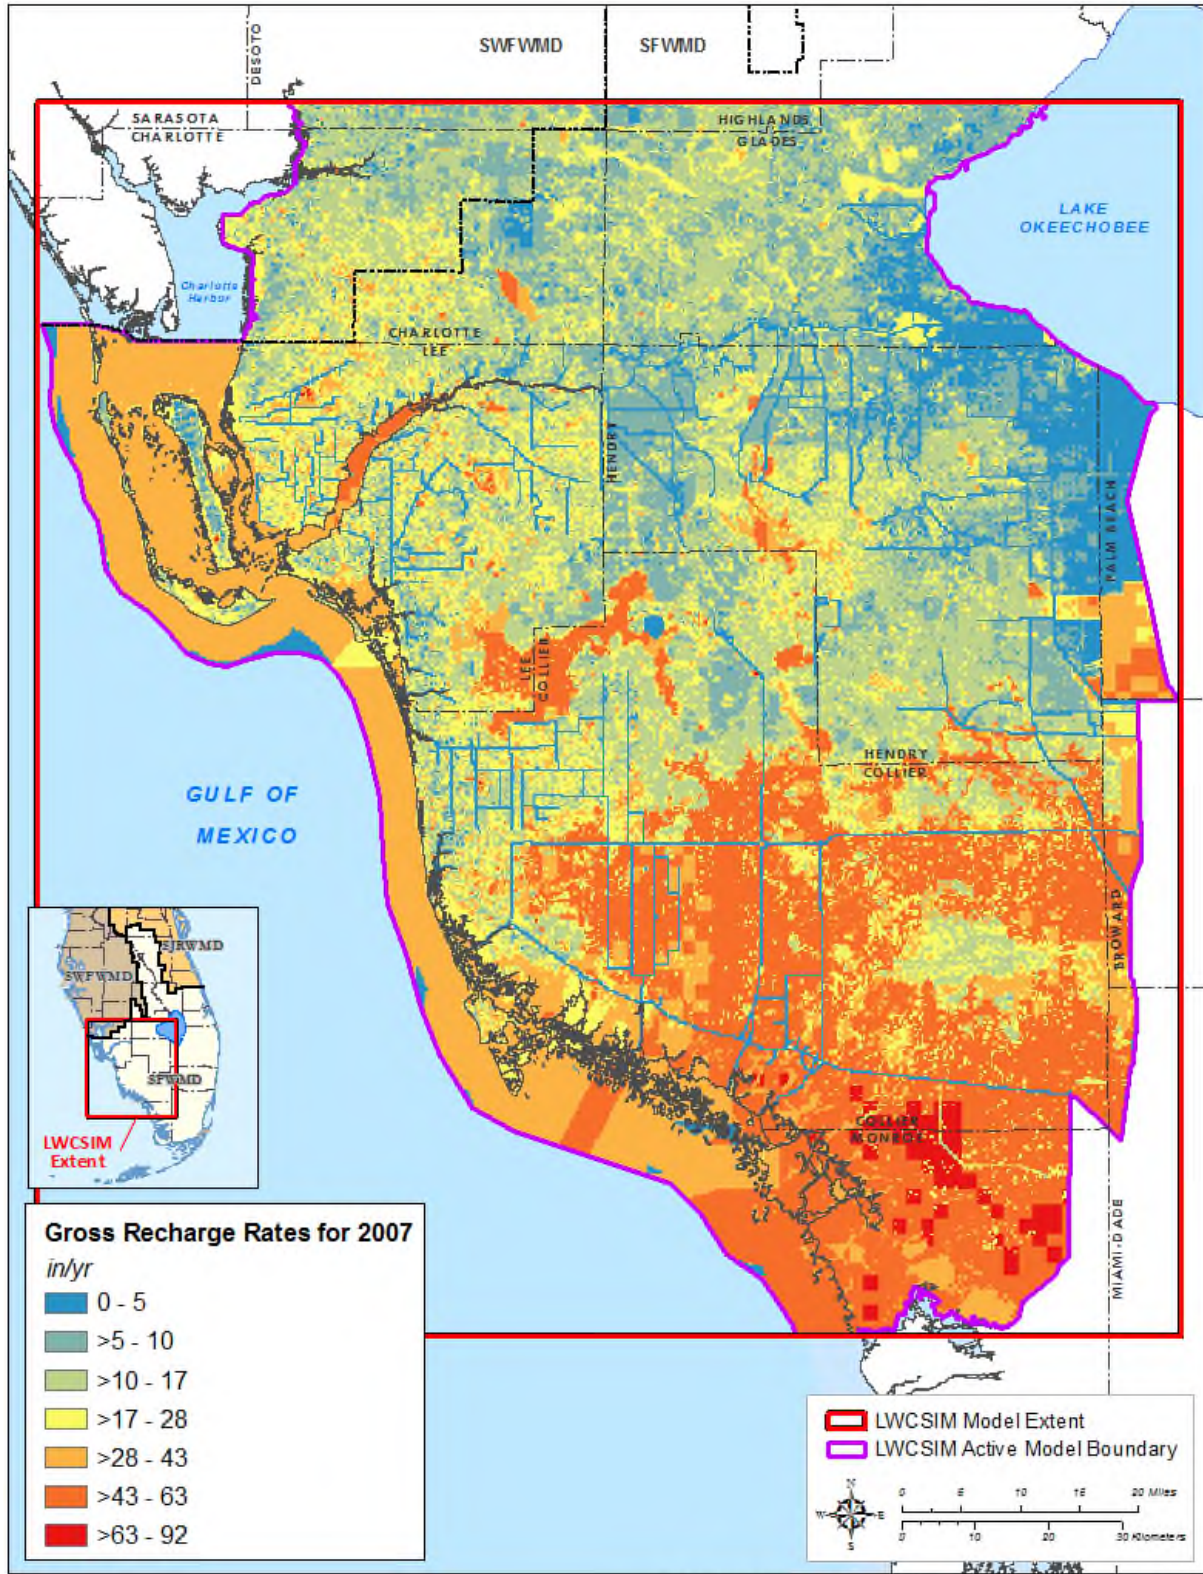 DESOTO
SWFWMD
SFWMD
SARASOTA
CHARLOTTE
HIGHLANDS
GLADES
LAKE
OKEECHOBEE
Charlotte
Harbor
CHARLOTTE
LEE
HENDRY
PALM BEACH
LEE
COLLIER
HENDRY
COLLIER
GULF OF
MEXICO
BROWARD
SJRWMD
SWFWMD
SFWMD
LWCSIM
Extent
COLLIER
MONROE
MIAMI-DADE
Gross Recharge Rates for 2007
in/yr
0 - 5
>5 - 10
>10 - 17
>17 - 28
>28 - 43
>43 - 63
>63 - 92
LWCSIM Model Extent
LWCSIM Active Model Boundary
N
W
E
S
0 5 10 15 20 Miles
0 10 20 30 Kilometers